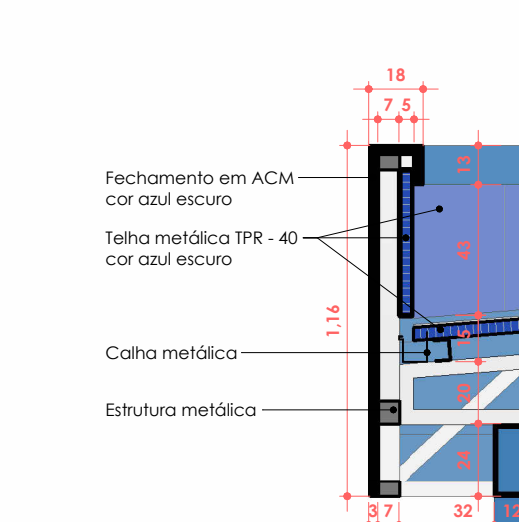 18
7 5
13
Fechamento em ACM
cor azul escuro
Telha metálica TPR - 40
cor azul escuro
43
1,16
15
Calha metálica
20
Estrutura metálica
24
3 7 32 12